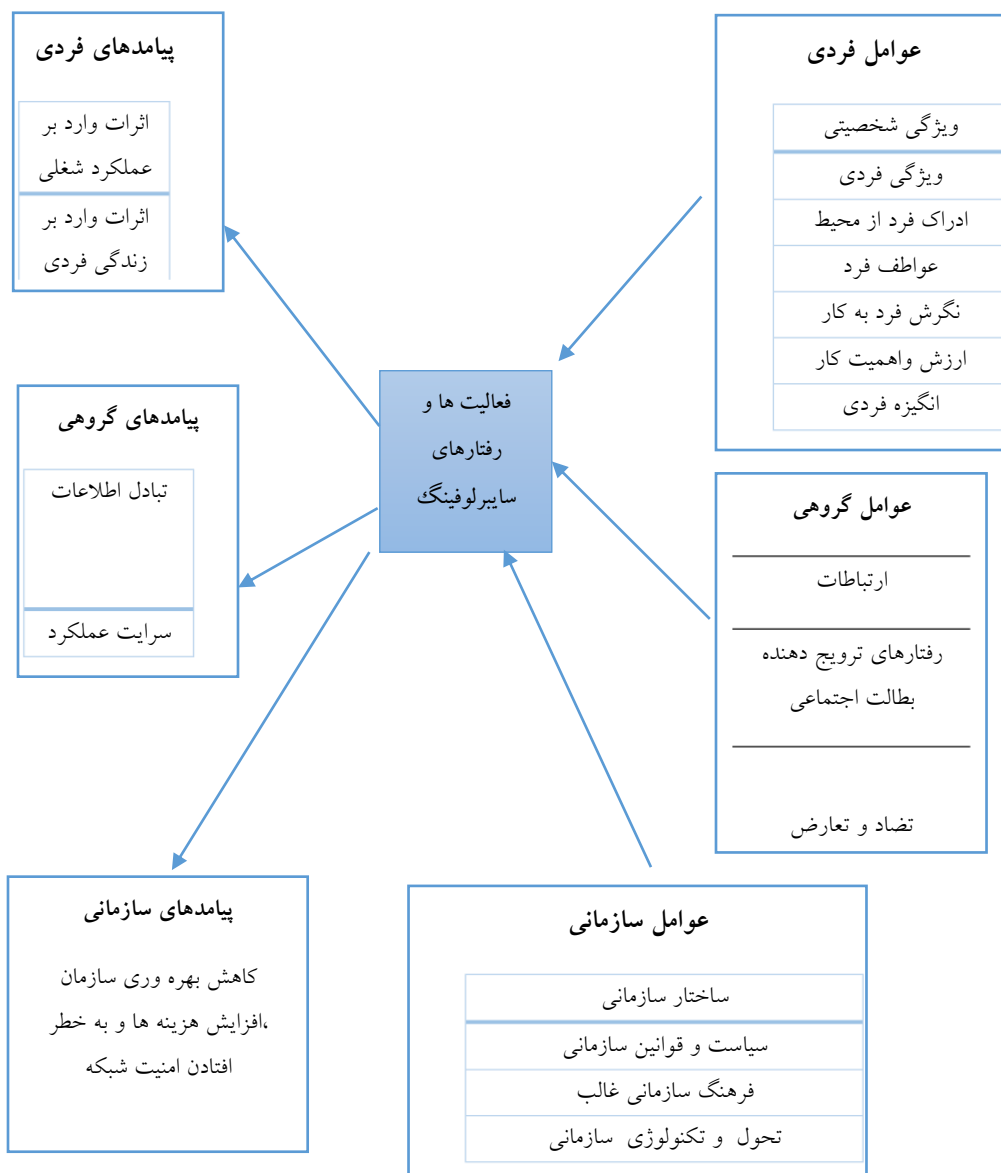 عوامل فردی
ویژگی شخصیتی
ویژگی فردی
ادراک فرد از محیط
عواطف فرد
نگرش فرد به کار
ارزش واهمیت کار
انگیزه فردی
عوامل گروهی
ارتباطات
رفتارهای ترویج دهنده
بطالت اجتماعی
تضاد و تعارض
عوامل سازمانی
ساختار سازمانی
سیاست و قوانین سازمانی
فرهنگ سازمانی غالب
تحول و تکنولوژی سازمانی
فعالیت ها و
رفتارهای
سایبرلوفینگ
پیامدهای فردی
اثرات وارد بر
عملکرد شغلی
اثرات وارد بر
زندگی فردی
پیامدهای گروهی
تبادل اطلاعات
سرایت عملکرد
پیامدهای سازمانی
کاهش بهره وری سازمان
،افزایش هزینه ها و به خطر
افتادن امنیت شبکه